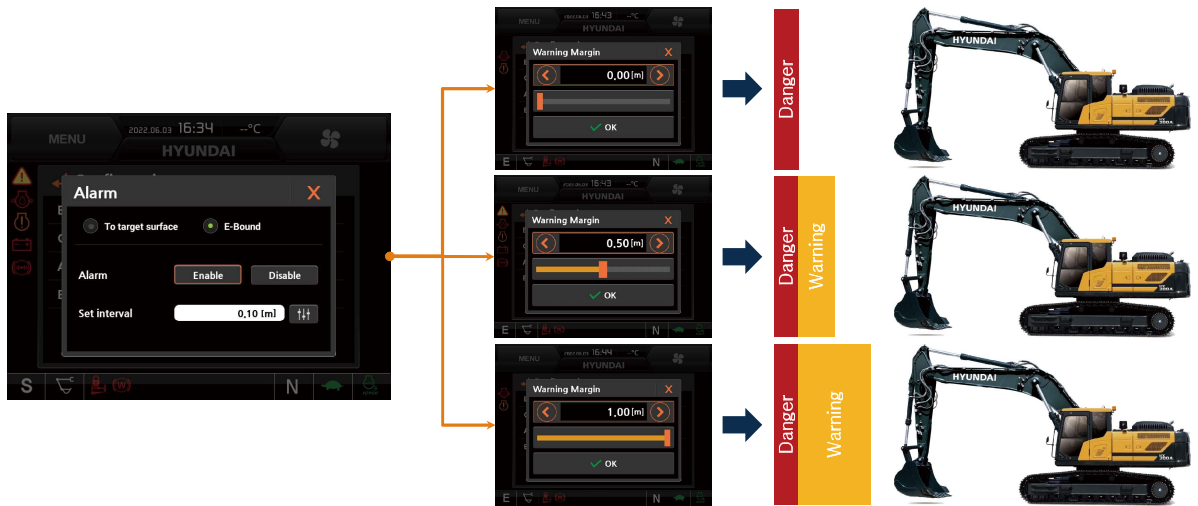 MENU
2022.06.03 16:34 --°C
HYUNDAI
Alarm X
To target surface E-Bound
Alarm Enable Disable
Set interval 0.10 [m]
S (W) N
MENU 16:43 --°C
HYUNDAI
Warning Margin X
0.00 [m]
OK
E N
Danger
HYUNDAI
MENU 16:43 --°C
HYUNDAI
Warning Margin X
0.50 [m]
OK
E N
Danger
Warning
HYUNDAI
MENU 16:44 --°C
HYUNDAI
Warning Margin X
1.00 [m]
OK
E N
Danger
Warning
HYUNDAI